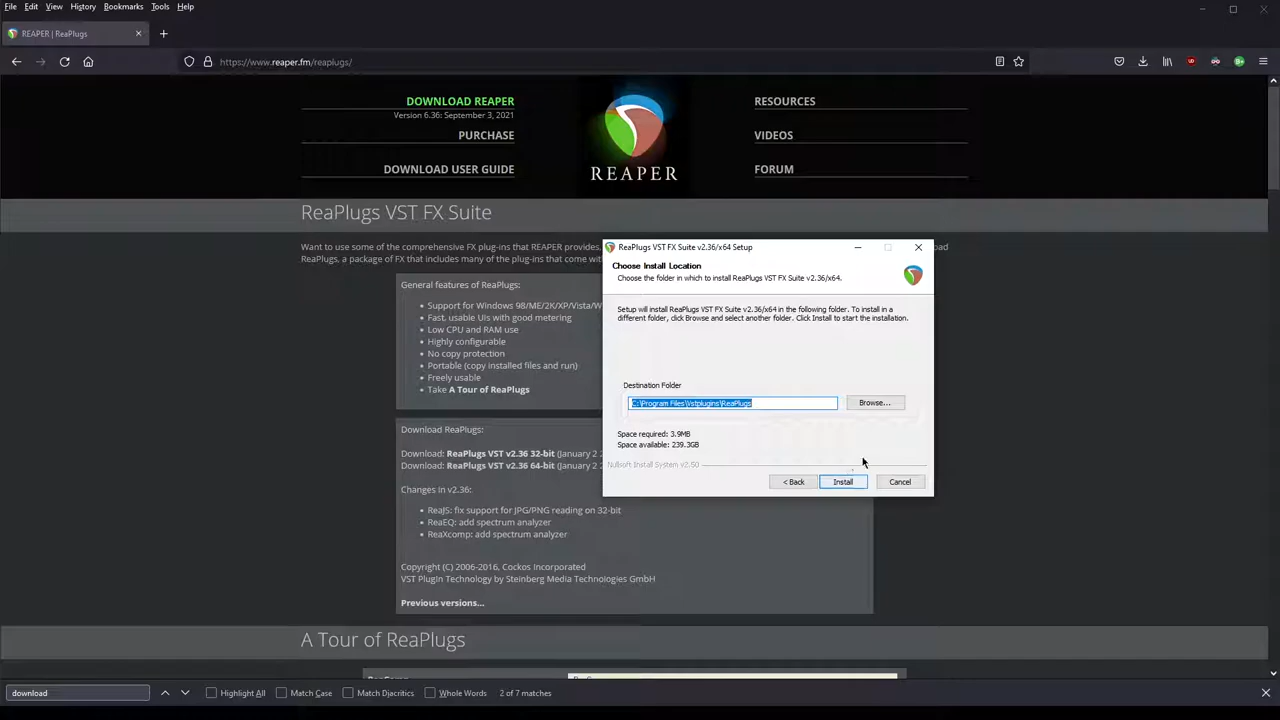 File Edit View History Bookmarks Tools Help
REAPER | ReaPlugs
https://www.reaper.fm/reaplugs/
DOWNLOAD REAPER
Version 6.36: September 3, 2021
PURCHASE
DOWNLOAD USER GUIDE
REAPER
RESOURCES
VIDEOS
FORUM
ReaPlugs VST FX Suite
Want to use some of the comprehensive FX plug-ins that REAPER provides,
ad
ReaPlugs, a package of FX that includes many of the plug-ins that come with
General features of ReaPlugs:
Support for Windows 98/ME/2K/XP/Vista/W
Fast, usable UIs with good metering
Low CPU and RAM use
Highly configurable
No copy protection
Portable (copy installed files and run)
Freely usable
Take A Tour of ReaPlugs
Download ReaPlugs:
Download: ReaPlugs VST v2.36 32-bit (January 2
Download: ReaPlugs VST v2.36 64-bit (January 2
Changes in v2.36:
ReaJS: fix support for JPG/PNG reading on 32-bit
ReaEQ: add spectrum analyzer
ReaXcomp: add spectrum analyzer
Copyright (C) 2006-2016, Cockos Incorporated
VST PlugIn Technology by Steinberg Media Technologies GmbH
Previous versions...
A Tour of ReaPlugs
ReaPlugs VST FX Suite v2.36/x64 Setup
Choose Install Location
Choose the folder in which to install ReaPlugs VST FX Suite v2.36/x64.
Setup will install ReaPlugs VST FX Suite v2.36/x64 in the following folder. To install in a
different folder, click Browse and select another folder. Click Install to start the installation.
Destination Folder
C:\Program Files\Vstplugins\ReaPlugs
Browse...
Space required: 3.9MB
Space available: 239.3GB
Nullsoft Install System v2.50
< Back Install Cancel
download Highlight All Match Case Match Diacritics Whole Words 2 of 7 matches